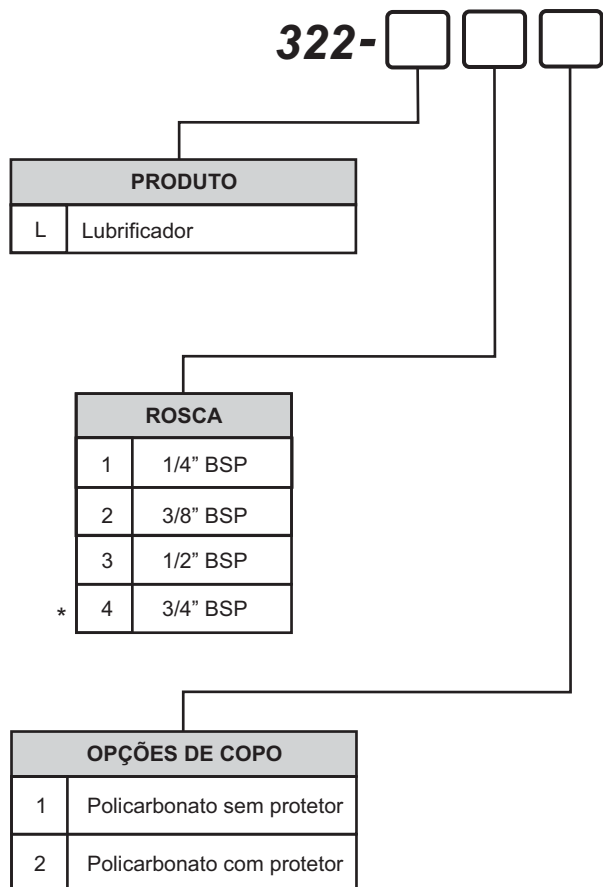 322-
PRODUTO
L Lubrificador
ROSCA
1 1/4” BSP
2 3/8” BSP
3 1/2” BSP
* 4 3/4” BSP
OPÇÕES DE COPO
1 Policarbonato sem protetor
2 Policarbonato com protetor